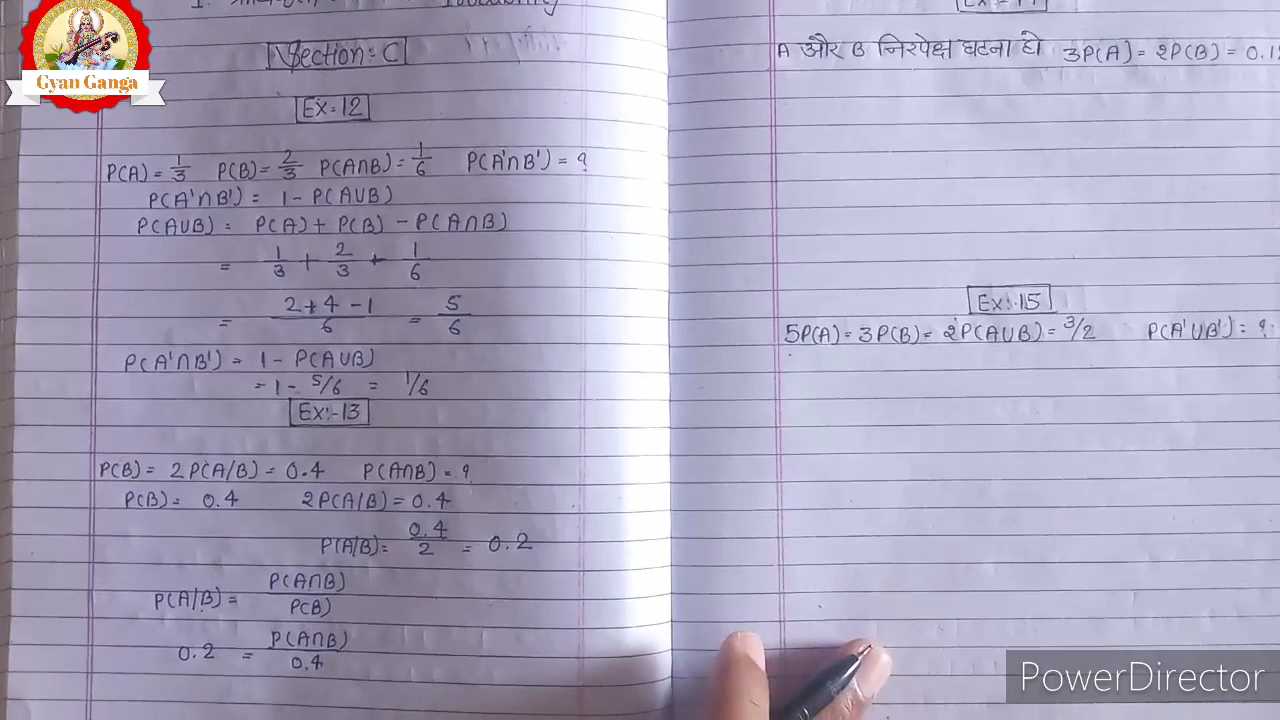 Gyan Ganga
Section:- C
Ex:-12
P(A) = 1/3 P(B) = 2/3 P(A∩B) = 1/6 P(A'∩B') = ?
P(A'∩B') = 1 - P(A∪B)
P(A∪B) = P(A) + P(B) - P(A∩B)
= 1/3 + 2/3 - 1/6
= (2+4-1)/6 = 5/6
P(A'∩B') = 1 - P(A∪B)
= 1 - 5/6 = 1/6
Ex:-13
P(B) = 2P(A/B) = 0.4 P(A∩B) = ?
P(B) = 0.4 2P(A/B) = 0.4
P(A/B) = 0.4/2 = 0.2
P(A/B) = P(A∩B)/P(B)
0.2 = P(A∩B)/0.4
A और B निरपेक्ष घटना हो 3P(A) = 2P(B) =
Ex:-15
5P(A) = 3P(B) = 2P(A∪B) = 3/2 P(A'∪B') = ?
PowerDirector